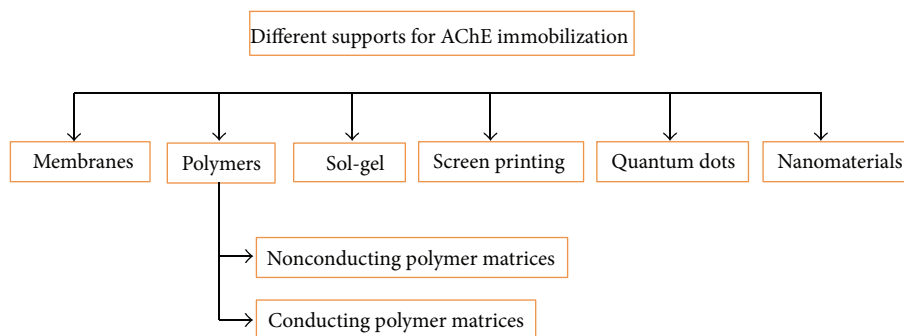 Different supports for AChE immobilization
Membranes
Polymers
Sol-gel
Screen printing
Quantum dots
Nanomaterials
Nonconducting polymer matrices
Conducting polymer matrices